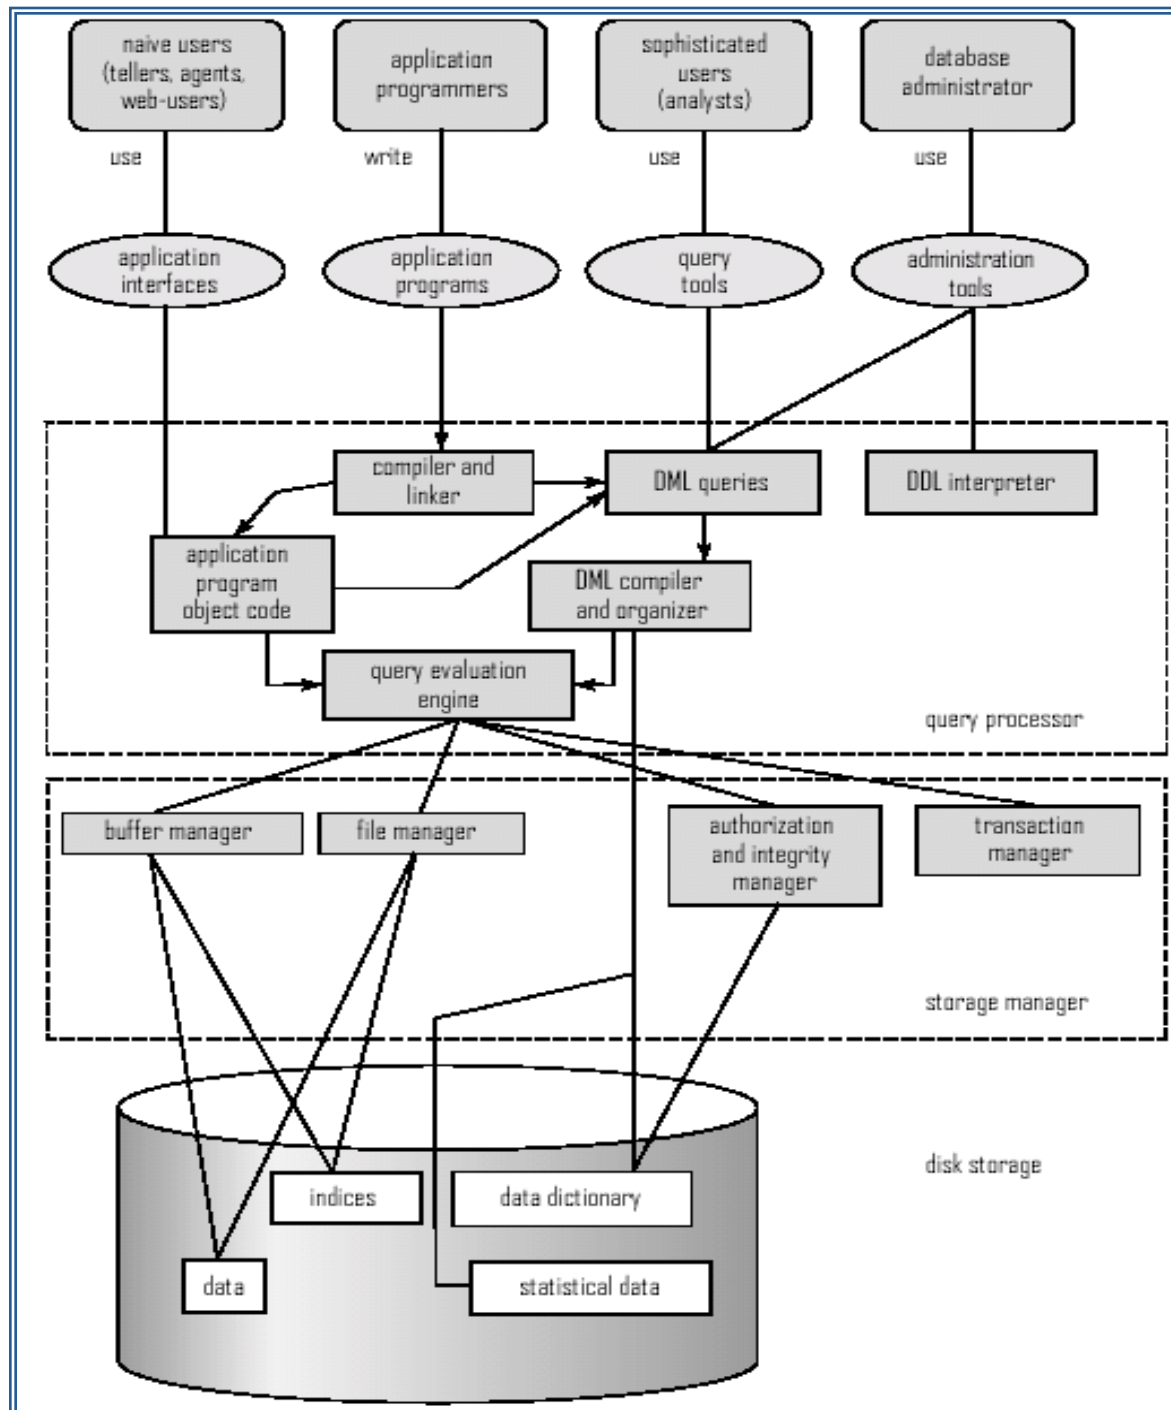 naive users
(tellers, agents,
web-users)
application
programmers
sophisticated
users
(analysts)
database
administrator
use
write
use
use
application
interfaces
application
programs
query
tools
administration
tools
compiler and
linker
DML queries
DDL interpreter
application
program
object code
DML compiler
and organizer
query evaluation
engine
query processor
buffer manager
file manager
authorization
and integrity
manager
transaction
manager
storage manager
disk storage
indices
data dictionary
data
statistical data